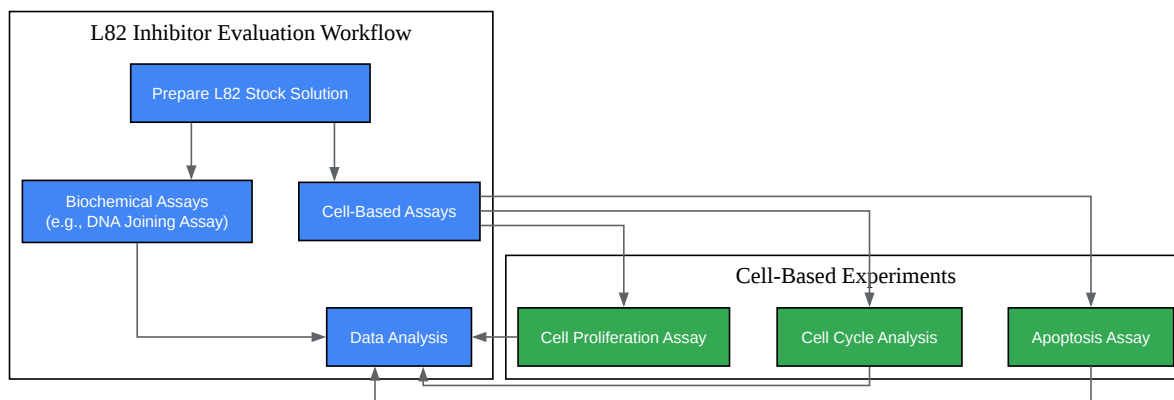 L82 Inhibitor Evaluation Workflow
Prepare L82 Stock Solution
Biochemical Assays
(e.g., DNA Joining Assay)
Cell-Based Assays
Cell-Based Experiments
Data Analysis
Cell Proliferation Assay
Cell Cycle Analysis
Apoptosis Assay